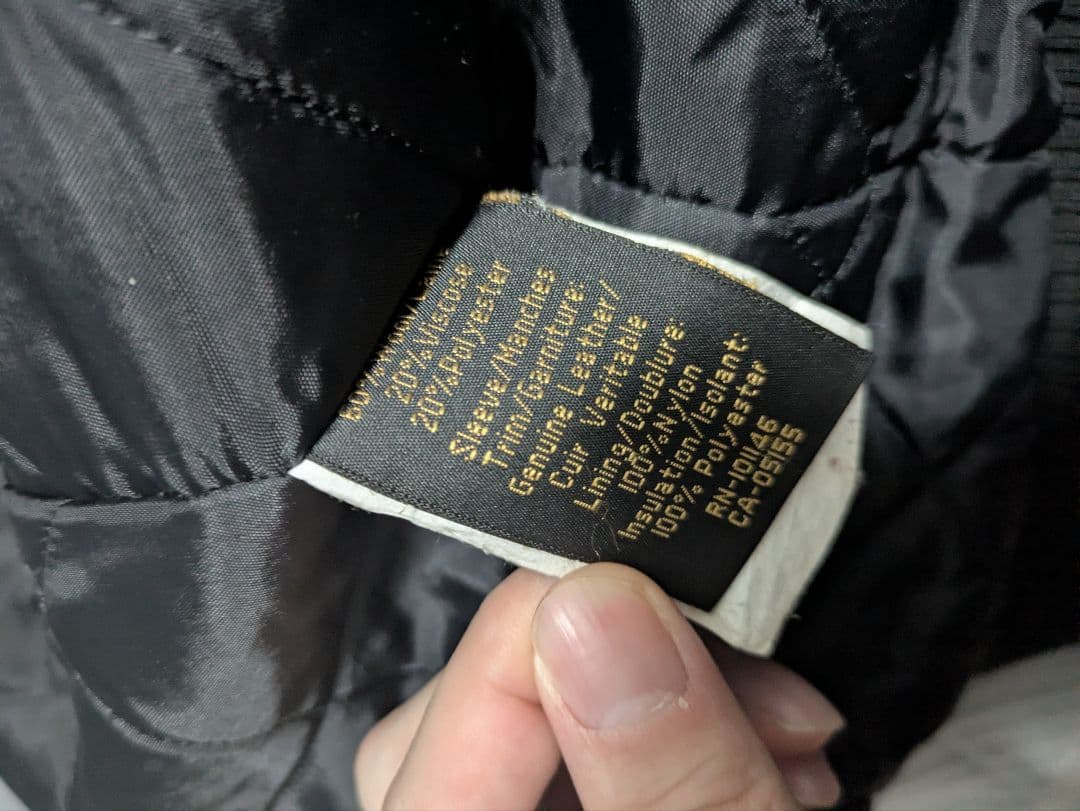 20%Viscose
20%Polyester
Sleeve/Manches
Trim/Garniture:
Genuine Leather/
Cuir Veritable
Lining/Doublure:
100%Nylon
Insulation/Isolant:
100% Polyester
RN-101146
CA-05155